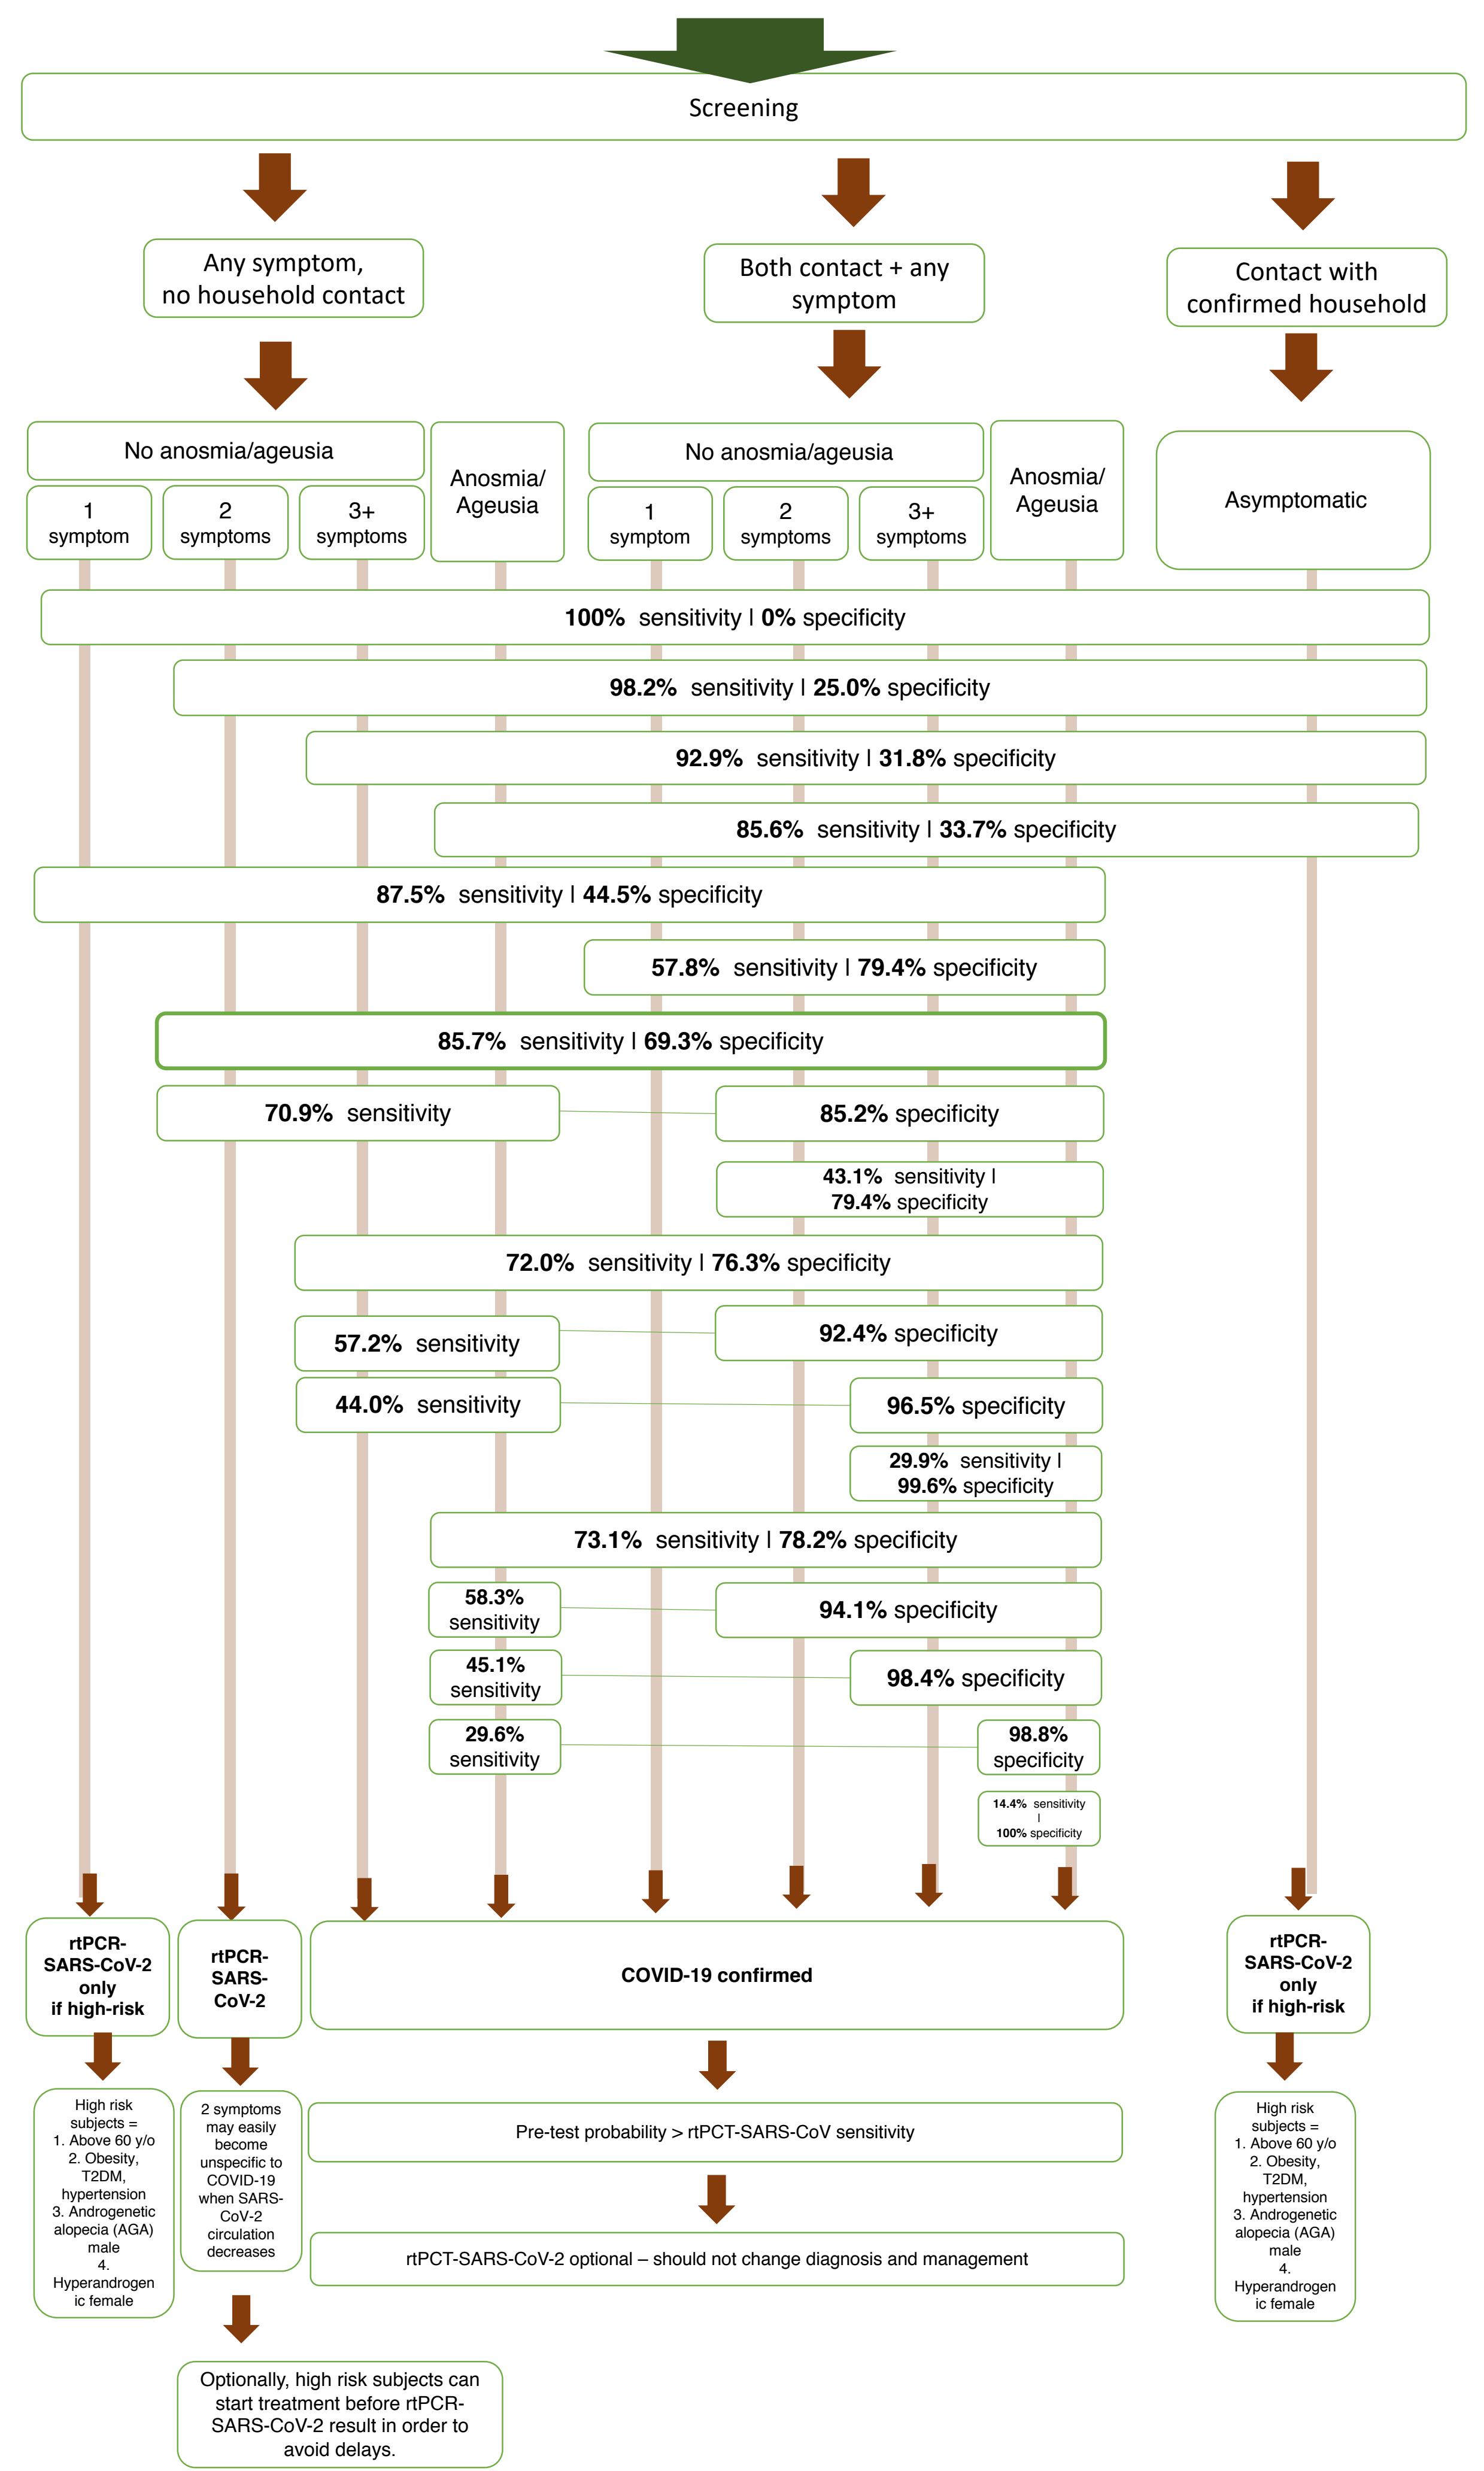 Screening
Any symptom,
no household contact
Both contact + any
symptom
Contact with
confirmed household
No anosmia/ageusia
Anosmia/
Ageusia
1
symptom
2
symptoms
3+
symptoms
No anosmia/ageusia
Anosmia/
Ageusia
1
symptom
2
symptoms
3+
symptoms
Asymptomatic
100% sensitivity | 0% specificity
98.2% sensitivity | 25.0% specificity
92.9% sensitivity | 31.8% specificity
85.6% sensitivity | 33.7% specificity
87.5% sensitivity | 44.5% specificity
57.8% sensitivity | 79.4% specificity
85.7% sensitivity | 69.3% specificity
70.9% sensitivity
85.2% specificity
43.1% sensitivity |
79.4% specificity
72.0% sensitivity | 76.3% specificity
57.2% sensitivity
92.4% specificity
44.0% sensitivity
96.5% specificity
29.9% sensitivity |
99.6% specificity
73.1% sensitivity | 78.2% specificity
58.3%
sensitivity
94.1% specificity
45.1%
sensitivity
98.4% specificity
29.6%
sensitivity
98.8%
specificity
14.4% sensitivity
|
100% specificity
rtPCR-
SARS-CoV-2
only
if high-risk
rtPCR-
SARS-
CoV-2
COVID-19 confirmed
rtPCR-
SARS-CoV-2
only
if high-risk
High risk
subjects =
1. Above 60 y/o
2. Obesity,
T2DM,
hypertension
3. Androgenetic
alopecia (AGA)
male
4.
Hyperandrogen
ic female
2 symptoms
may easily
become
unspecific to
COVID-19
when SARS-
CoV-2
circulation
decreases
Pre-test probability > rtPCT-SARS-CoV sensitivity
rtPCT-SARS-CoV-2 optional – should not change diagnosis and management
High risk
subjects =
1. Above 60 y/o
2. Obesity,
T2DM,
hypertension
3. Androgenetic
alopecia (AGA)
male
4.
Hyperandrogen
ic female
Optionally, high risk subjects can
start treatment before rtPCR-
SARS-CoV-2 result in order to
avoid delays.